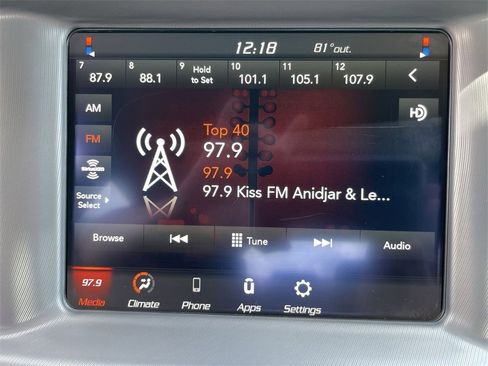 12:18 81°out.
7 8 9 Hold to Set 10 11 12
87.9 88.1 101.1 105.1 107.9
AM
HD
FM
Top 40
97.9
97.9
SiriusXM
97.9 Kiss FM Anidjar & Le...
Source Select
Browse Tune Audio
97.9
Media Climate Phone Apps Settings